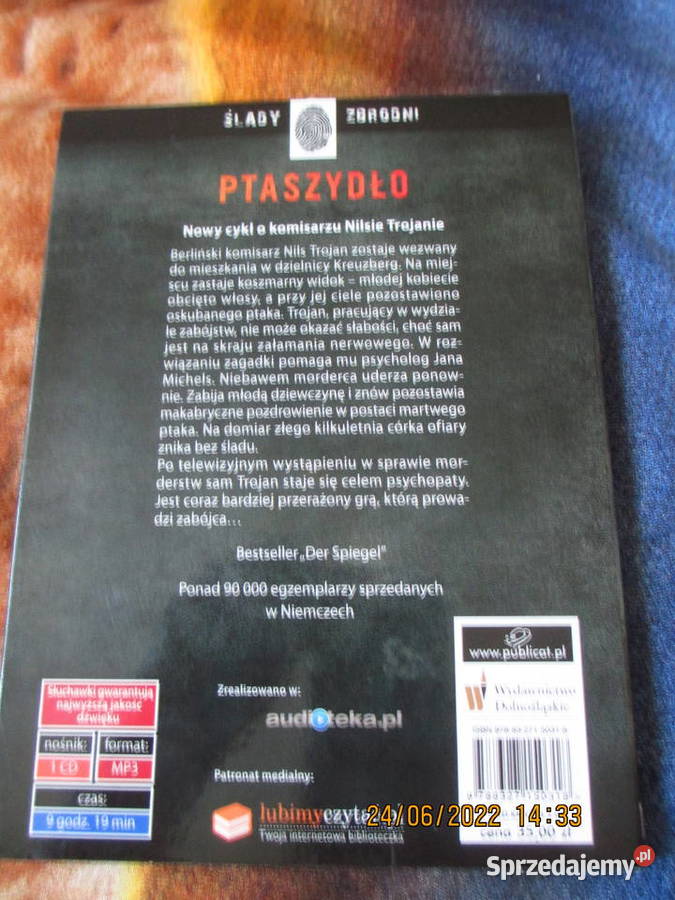 ŚLADY ZBRODNI
PTASZYDŁO
Nowy cykl o komisarzu Nilsie Trojanie
Berliński komisarz Nils Trojan zostaje wezwany
do mieszkania w dzielnicy Kreuzberg. Na miej-
scu zastaje koszmarny widok – młodej kobiecie
obcięto włosy, a przy jej ciele pozostawiono
oskubanego ptaka. Trojan, pracujący w wydzia-
le zabójstw, nie może okazać słabości, choć sam
jest na skraju załamania nerwowego. W roz-
wiązaniu zagadki pomaga mu psycholog Jana
Michels. Niebawem morderca uderza ponow-
nie. Zabija młodą dziewczynę i znów pozostawia
makabryczne pozdrowienie w postaci martwego
ptaka. Na domiar złego kilkuletnia córka ofiary
znika bez śladu.
Po telewizyjnym wystąpieniu w sprawie mor-
derstw sam Trojan staje się celem psychopaty.
Jest coraz bardziej przerażony grą, którą prowa-
dzi zabójca…
Bestseller „Der Spiegel"
Ponad 90 000 egzemplarzy sprzedanych
w Niemczech
www.publicat.pl
Wydawnictwo
Dolnośląskie
Słuchawki gwarantują
najwyższą jakość
dźwięku
nośnik: format:
1 CD MP3
czas:
9 godz. 19 min
Zrealizowano w:
audioteka.pl
Patronat medialny:
lubimyczytać.pl
Twoja internetowa biblioteczka
cena 35,00 zł
24/06/2022 14:33
Sprzedajemy.pl